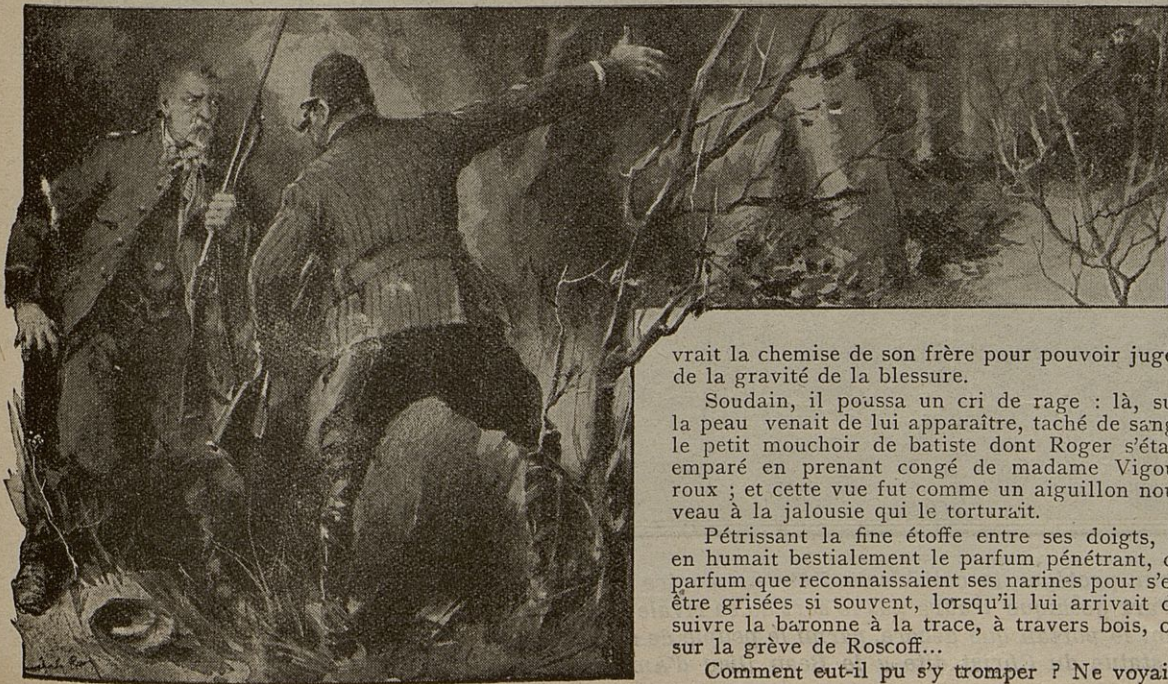 vrait la chemise de son frère pour pouvoir juge
de la gravité de la blessure.
Soudain, il poussa un cri de rage : là, su
la peau venait de lui apparaître, taché de sang
le petit mouchoir de batiste dont Roger s'éta
emparé en prenant congé de madame Vigou
roux ; et cette vue fut comme un aiguillon nou
veau à la jalousie qui le torturait.
Pétrissant la fine étoffe entre ses doigts,
en humait bestialement le parfum pénétrant, c
parfum que reconnaissaient ses narines pour s'e
être grisées si souvent, lorsqu'il lui arrivait d
suivre la baronne à la trace, à travers bois, o
sur la grève de Roscoff...
Comment eut-il pu s'y tromper ? Ne voyai